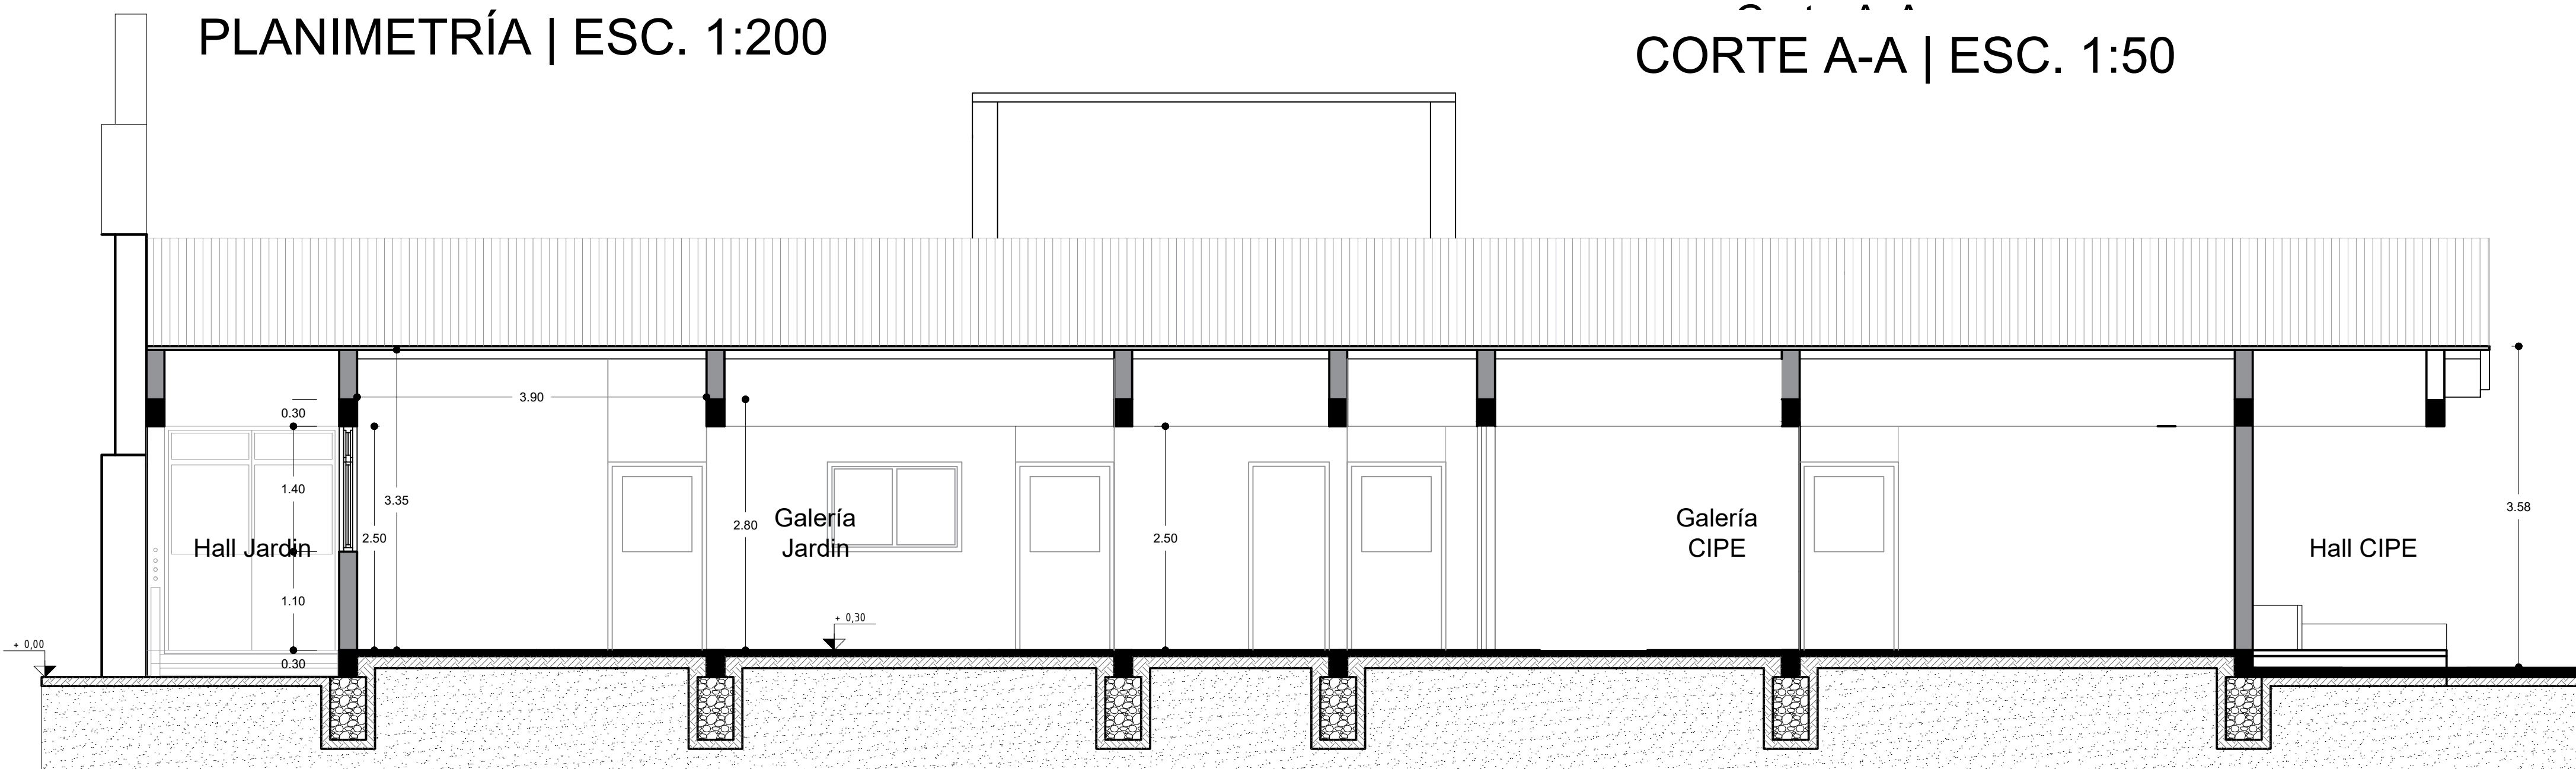 PLANIMETRÍA | ESC. 1:200
CORTE A-A | ESC. 1:50
0.30
3.90
1.40
3.35
2.50
2.80
Galería
Jardin
2.50
Galería
CIPE
3.58
Hall Jardin
Hall CIPE
1.10
+ 0,30
+ 0,00
0.30